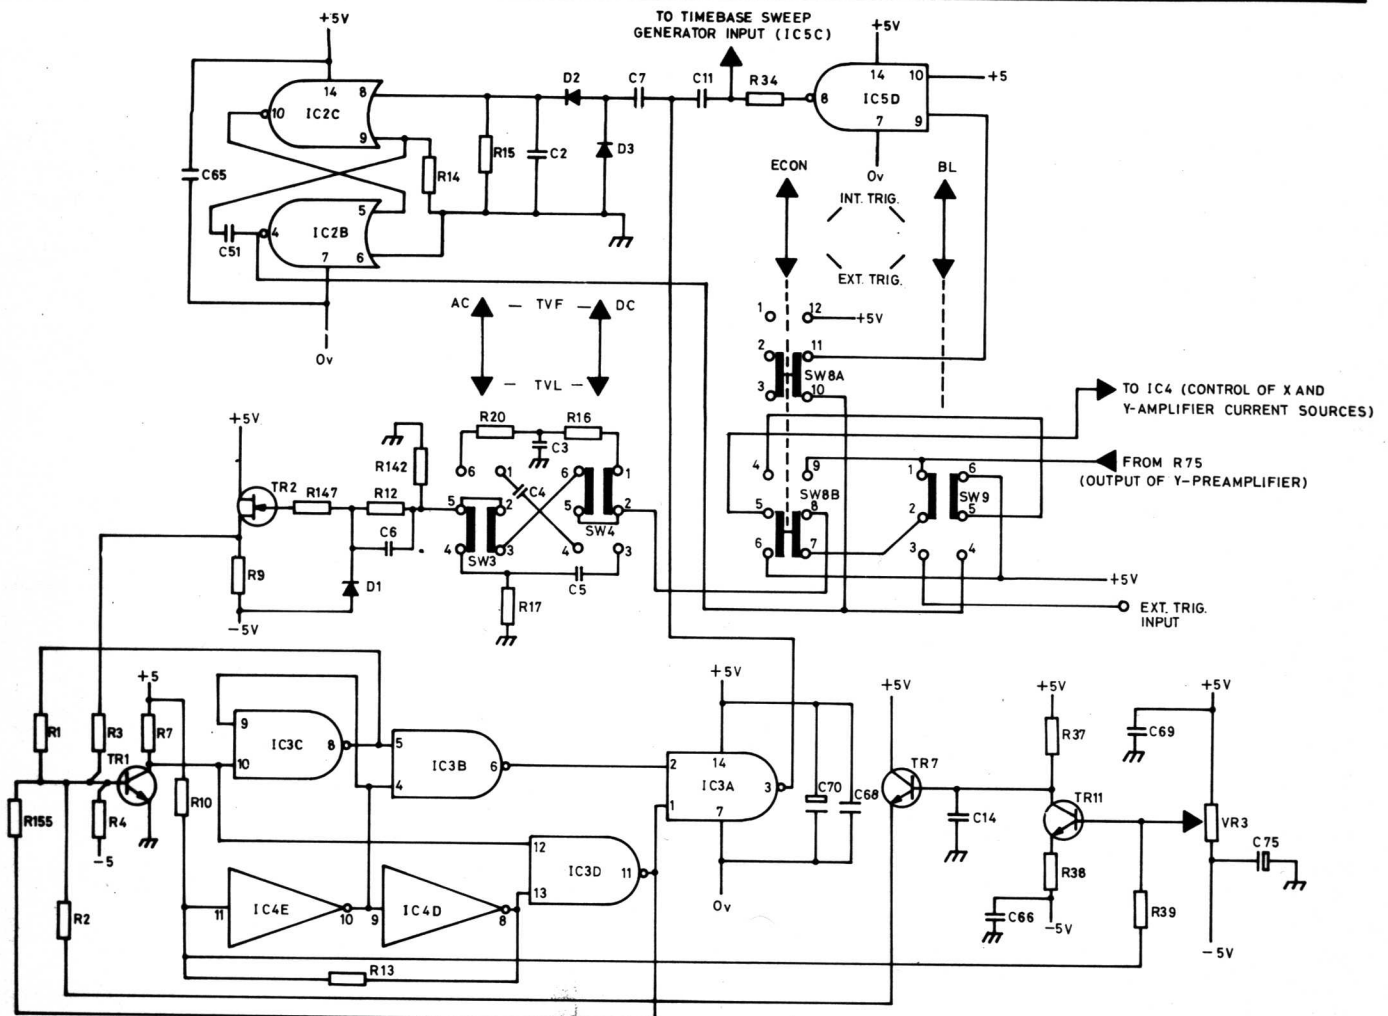 +5V
TO TIMEBASE SWEEP
GENERATOR INPUT (IC5C)
+5V
14
10
IC2C
8
9
D2
C7
C11
R34
8
14
10
+5
IC5D
7
9
Ov
C65
R14
R15
C2
D3
5
4
IC2B
7
6
C51
Ov
ECON
BL
INT. TRIG.
EXT. TRIG.
AC
— TVF —
DC
— TVL —
1
12
+5V
2
11
SW8A
3
10
TO IC4 (CONTROL OF X AND
Y-AMPLIFIER CURRENT SOURCES)
FROM R75
(OUTPUT OF Y-PREAMPLIFIER)
4
9
SW8B
5
8
6
7
1
6
SW9
2
5
3
4
+5V
EXT. TRIG.
INPUT
+5V
TR2
R147
R12
R142
C6
R9
D1
−5V
R20
R16
C3
6
1
C4
6
1
5
2
5
2
SW4
4
SW3
3
4
3
C5
R17
+5
R1
R3
R7
TR1
R10
R155
R4
−5
R2
9
IC3C
8
10
5
IC3B
6
4
12
IC3D
11
13
11
IC4E
10
9
IC4D
8
R13
+5V
2
14
IC3A
3
1
7
C70
C68
Ov
+5V
TR7
C14
+5V
R37
TR11
R38
C66
−5V
R39
+5V
C69
VR3
C75
−5V